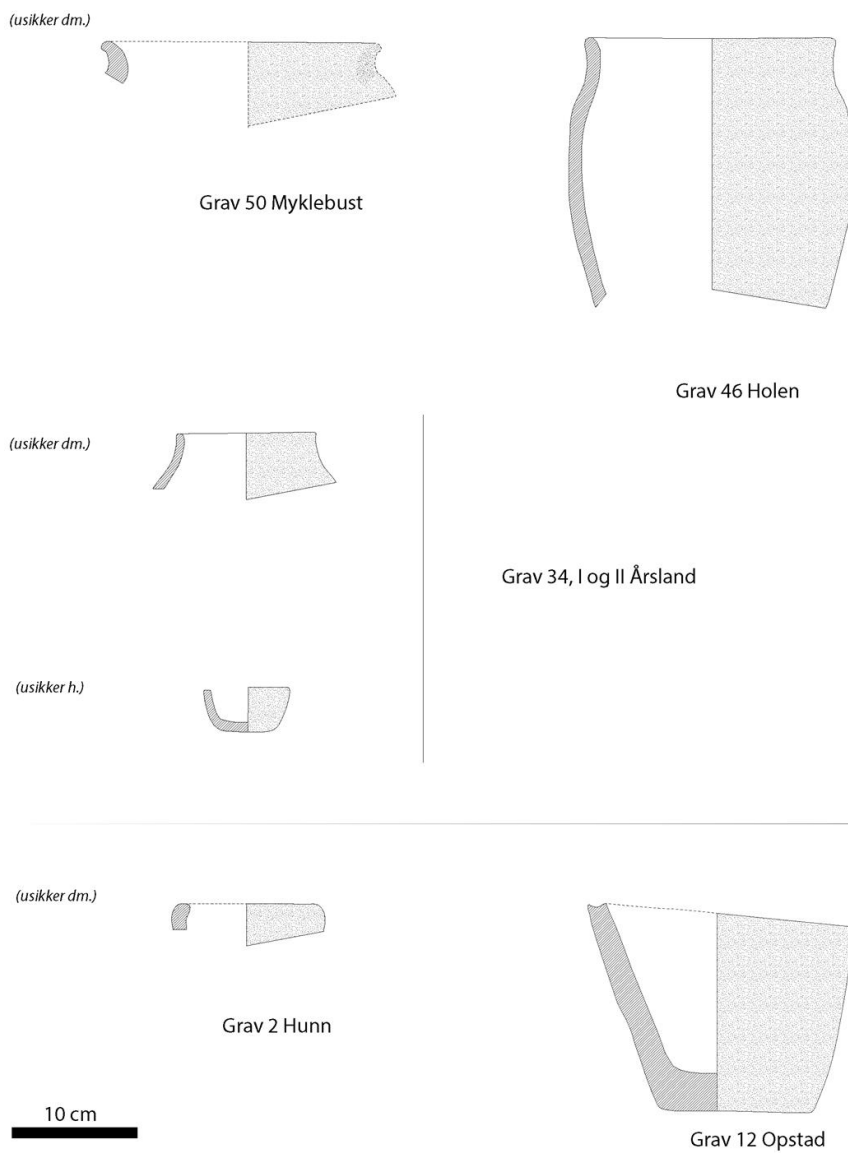 (usikker dm.)
Grav 50 Myklebust
Grav 46 Holen
(usikker dm.)
Grav 34, I og II Årsland
(usikker h.)
(usikker dm.)
Grav 2 Hunn
10 cm
Grav 12 Opstad